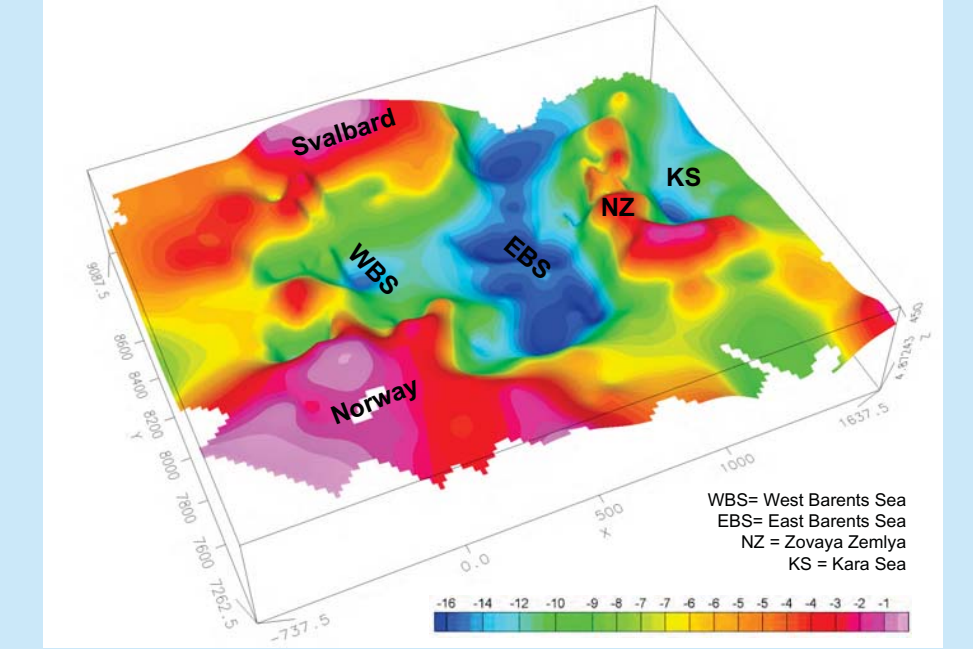 Svalbard
KS
NZ
WBS
EBS
Norway
9087.5
8600
8400
8200
8000
7800
7600
7262.5
Y
-737.5
0.0
500
X
1000
1637.5
450
Z
WBS= West Barents Sea
EBS= East Barents Sea
NZ = Zovaya Zemlya
KS = Kara Sea
-16 -14 -12 -10 -9 -8 -7 -7 -6 -6 -5 -5 -4 -4 -3 -2 -2 -1